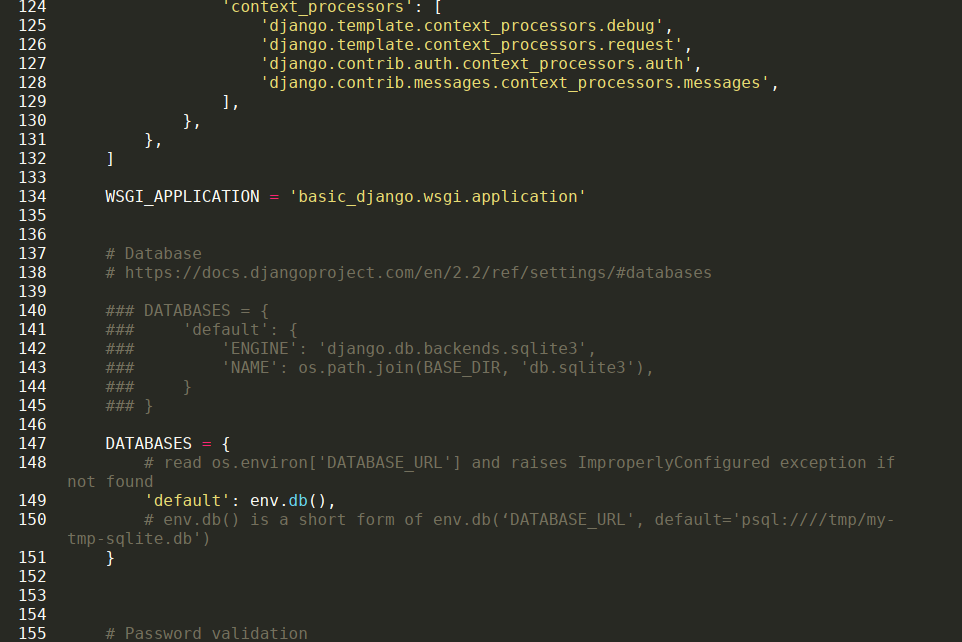 124                     'context_processors': [
125                         'django.template.context_processors.debug',
126                         'django.template.context_processors.request',
127                         'django.contrib.auth.context_processors.auth',
128                         'django.contrib.messages.context_processors.messages',
129                     ],
130                 },
131             },
132         ]
133
134         WSGI_APPLICATION = 'basic_django.wsgi.application'
135
136
137         # Database
138         # https://docs.djangoproject.com/en/2.2/ref/settings/#databases
139
140         ### DATABASES = {
141         ###     'default': {
142         ###         'ENGINE': 'django.db.backends.sqlite3',
143         ###         'NAME': os.path.join(BASE_DIR, 'db.sqlite3'),
144         ###     }
145         ### }
146
147         DATABASES = {
148             # read os.environ['DATABASE_URL'] and raises ImproperlyConfigured exception if
not found
149             'default': env.db(),
150             # env.db() is a short form of env.db(‘DATABASE_URL', default='psql:////tmp/my-
tmp-sqlite.db')
151         }
152
153
154
155         # Password validation